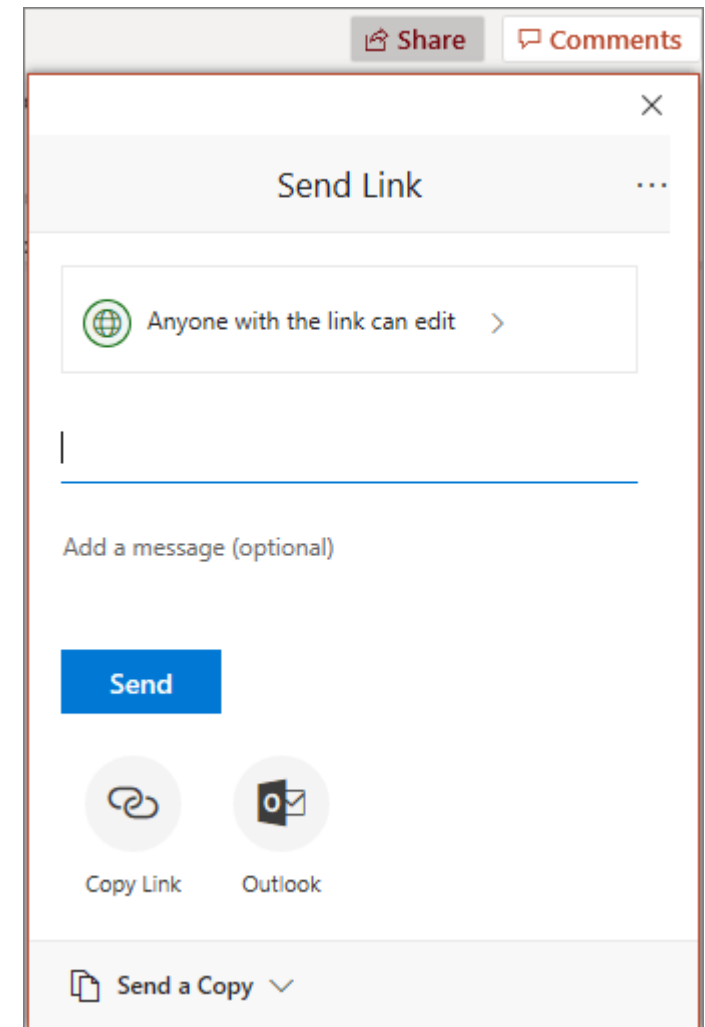 Share Comments
Send Link
Anyone with the link can edit
Add a message (optional)
Send
Copy Link Outlook
Send a Copy